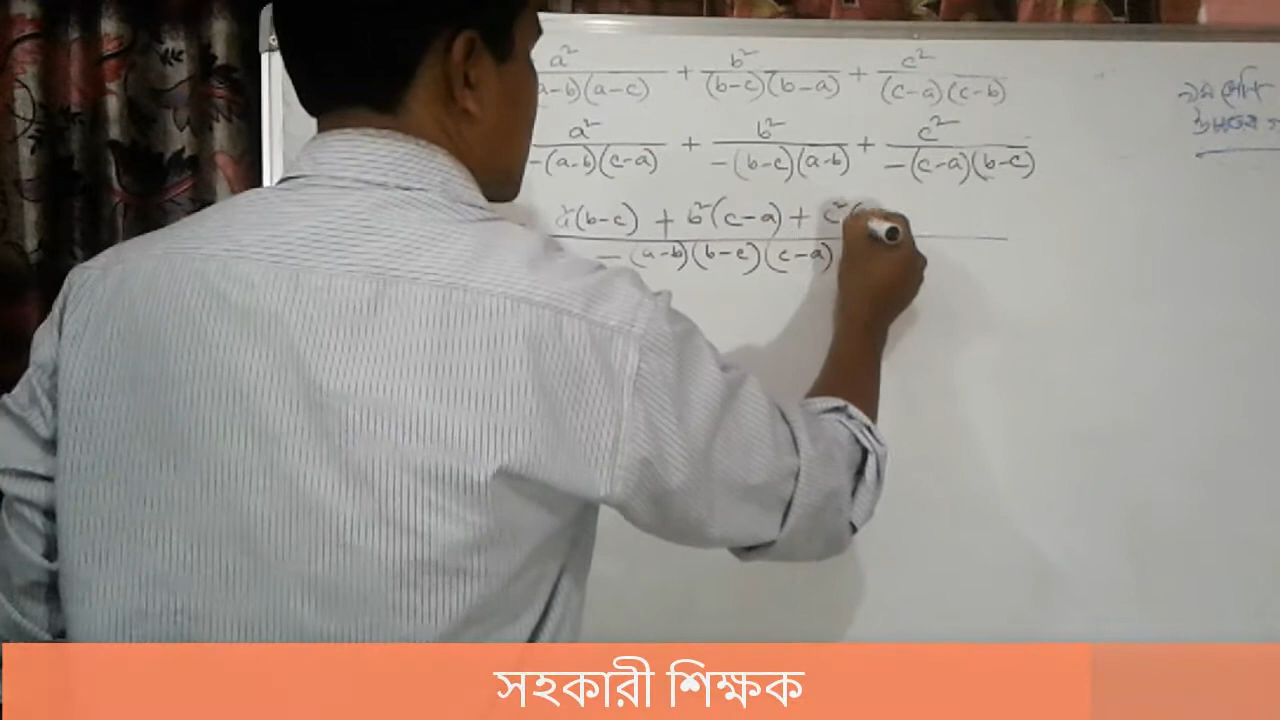 a²/(a-b)(a-c) + b²/(b-c)(b-a) + c²/(c-a)(c-b)
a²/-(a-b)(c-a) + b²/-(b-c)(a-b) + c²/-(c-a)(b-c)
a²(b-c) + b²(c-a) + c²(
-(a-b)(b-c)(c-a)
সহকারী শিক্ষক